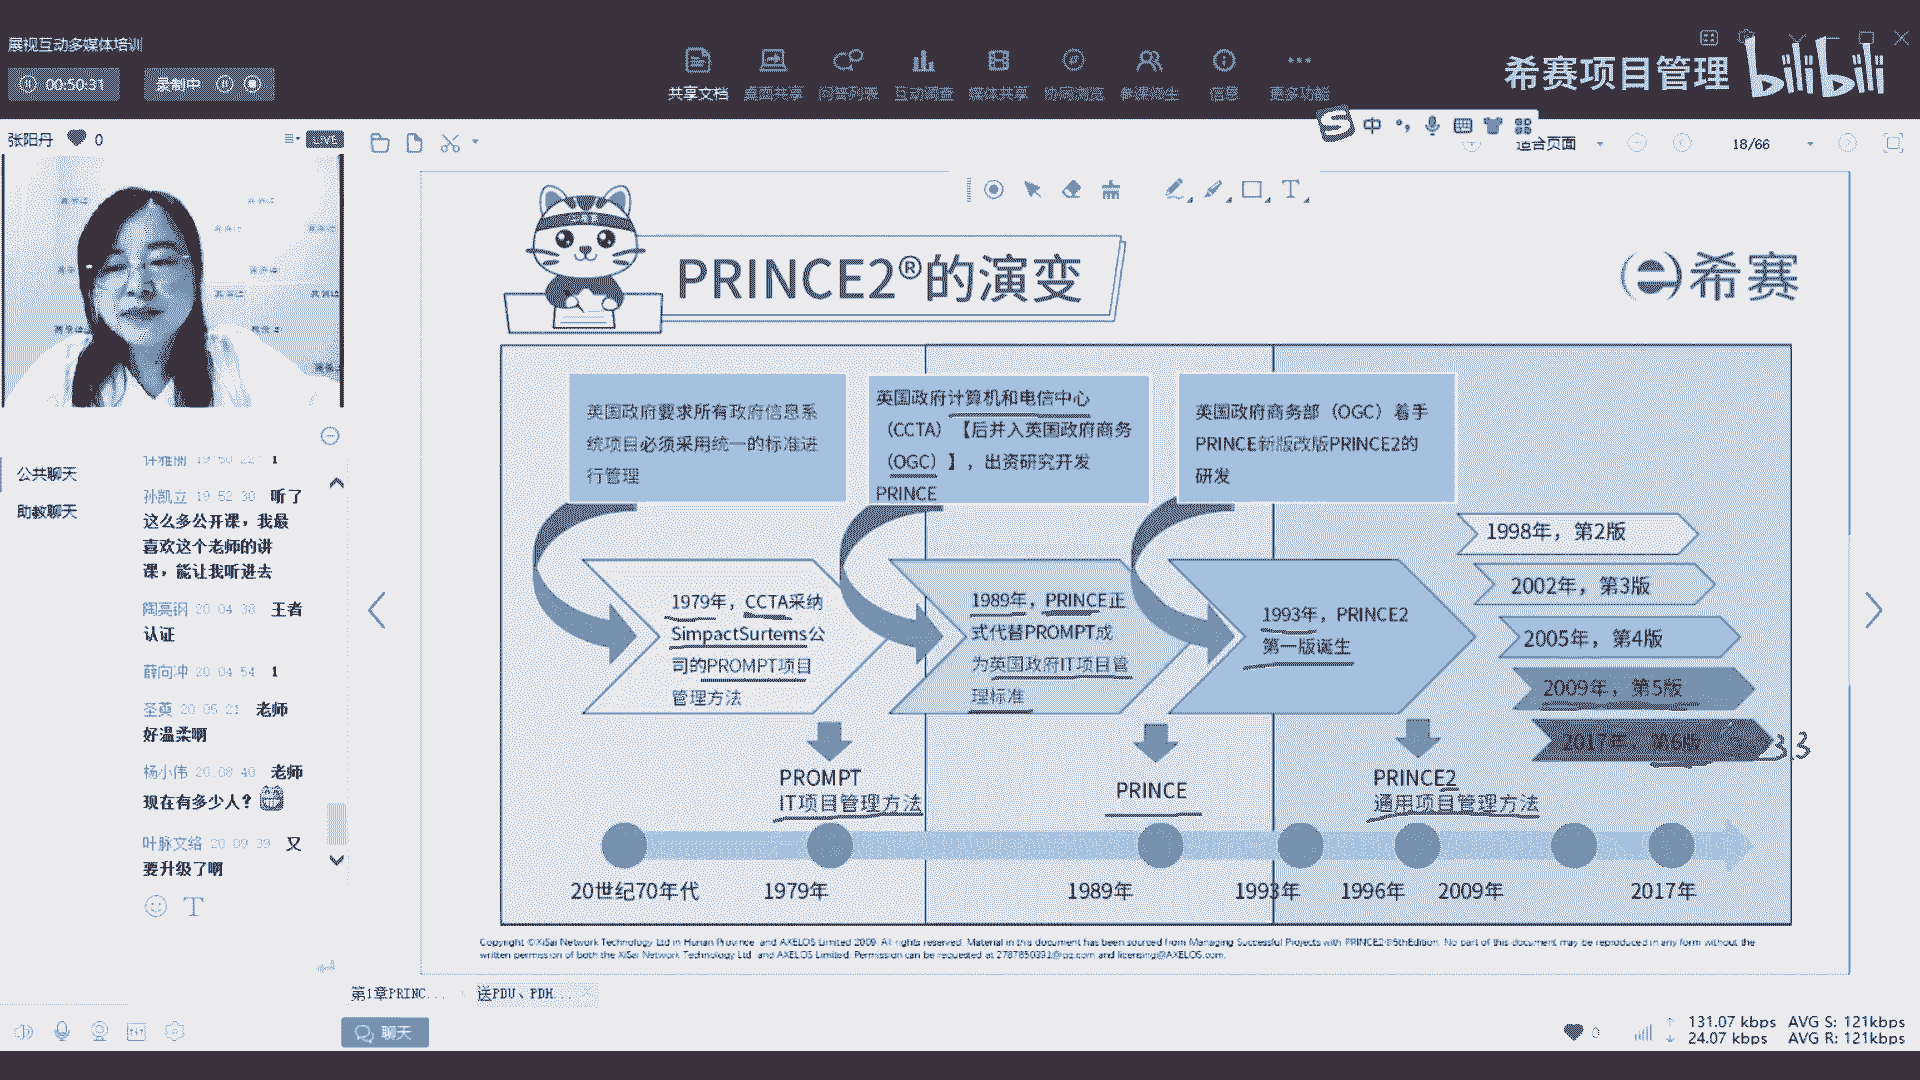 展视互动多媒体培训
00:50:31
录制中
共享文档
桌面共享
问答列表
互动调查
媒体共享
协同浏览
参课师生
信息
更多功能
希赛项目管理
bilibili
中
张阳丹
0
LIVE
适合页面
18/66
PRINCE2®的演变
希赛
英国政府要求所有政府信息系
统项目必须采用统一的标准进
行管理
英国政府计算机和电信中心
（CCTA）【后并入英国政府商务
（OGC）】，出资研究开发
PRINCE
英国政府商务部（OGC）着手
PRINCE新版改版PRINCE2的
研发
1979年，CCTA采纳
SimpactSurtems公
司的PROMPT项目
管理方法
1989年，PRINCE正
式代替PROMPT成
为英国政府IT项目管
理标准
1993年，PRINCE2
第一版诞生
1998年，第2版
2002年，第3版
2005年，第4版
2009年，第5版
2017年，第6版
PROMPT
IT项目管理方法
PRINCE
PRINCE2
通用项目管理方法
20世纪70年代
1979年
1989年
1993年
1996年
2009年
2017年
Copyright ©XiSai Network Technology Ltd in Hunan Province and AXELOS Limited 2009. All rights reserved. Material in this document has been sourced from Managing Successful Projects with PRINCE2®5thEdition. No part of this document may be reproduced in any form without the
written permission of both the XiSai Network Technology Ltd and AXELOS Limited. Permission can be requested at 2787850391@qq.com and licensing@AXELOS.com.
公共聊天
助教聊天
许雅丽 19 50 22 1
孙凯立 19 52 30 听了
这么多公开课，我最
喜欢这个老师的讲
课，能让我听进去
陶亮钢 20 04 38 王者
认证
薛向冲 20 04 54 1
圣奠 20 05 21 老师
好温柔啊
杨小伟 20 08 40 老师
现在有多少人？
叶脉文络 20 09 39 又
要升级了啊
第1章PRINC...
送PDU、PDH...
聊天
0
131.07 kbps AVG S: 121kbps
24.07 kbps AVG R: 121kbps